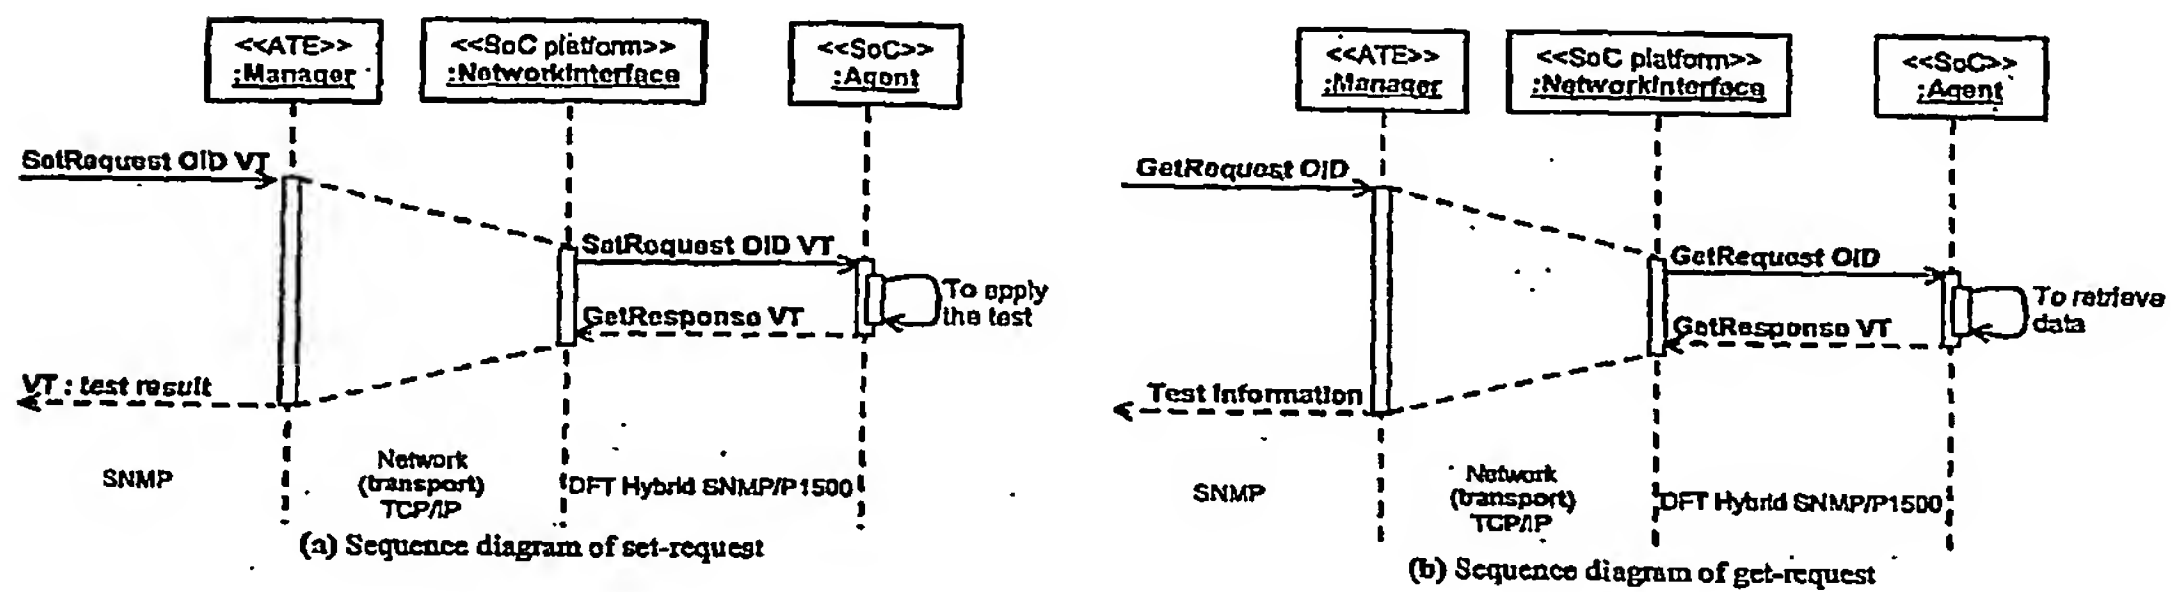 <<ATE>>
:Manager
<<SoC platform>>
:NetworkInterface
<<SoC>>
:Agent
SetRequest OID VT
SetRequest OID VT
To apply
the test
GetResponse VT
VT : test result
SNMP
Network
(transport)
TCP/IP
DFT Hybrid SNMP/P1500
(a) Sequence diagram of set-request
<<ATE>>
:Manager
<<SoC platform>>
:NetworkInterface
<<SoC>>
:Agent
GetRequest OID
GetRequest OID
To retrieve
data
GetResponse VT
Test Information
SNMP
Network
(transport)
TCP/IP
DFT Hybrid SNMP/P1500
(b) Sequence diagram of get-request